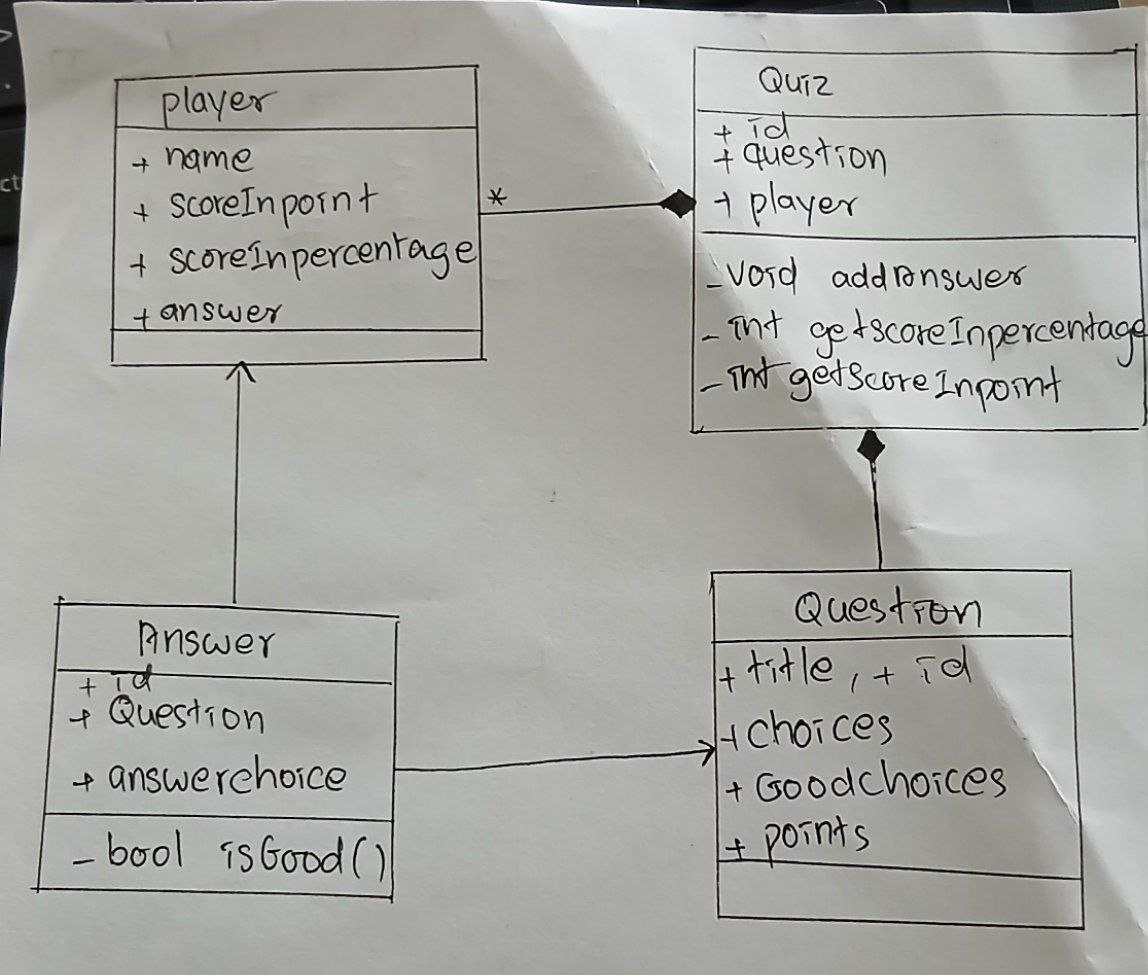 player
+ name
+ scoreInpoint
+ scoreInpercentage
+ answer
*
Quiz
+ id
+ question
+ player
- void addAnswer
- int getscoreInpercentage
- int getScoreInpoint
Answer
+ id
+ Question
+ answerchoice
- bool isGood()
Question
+ title, + id
+ choices
+ Goodchoices
+ points